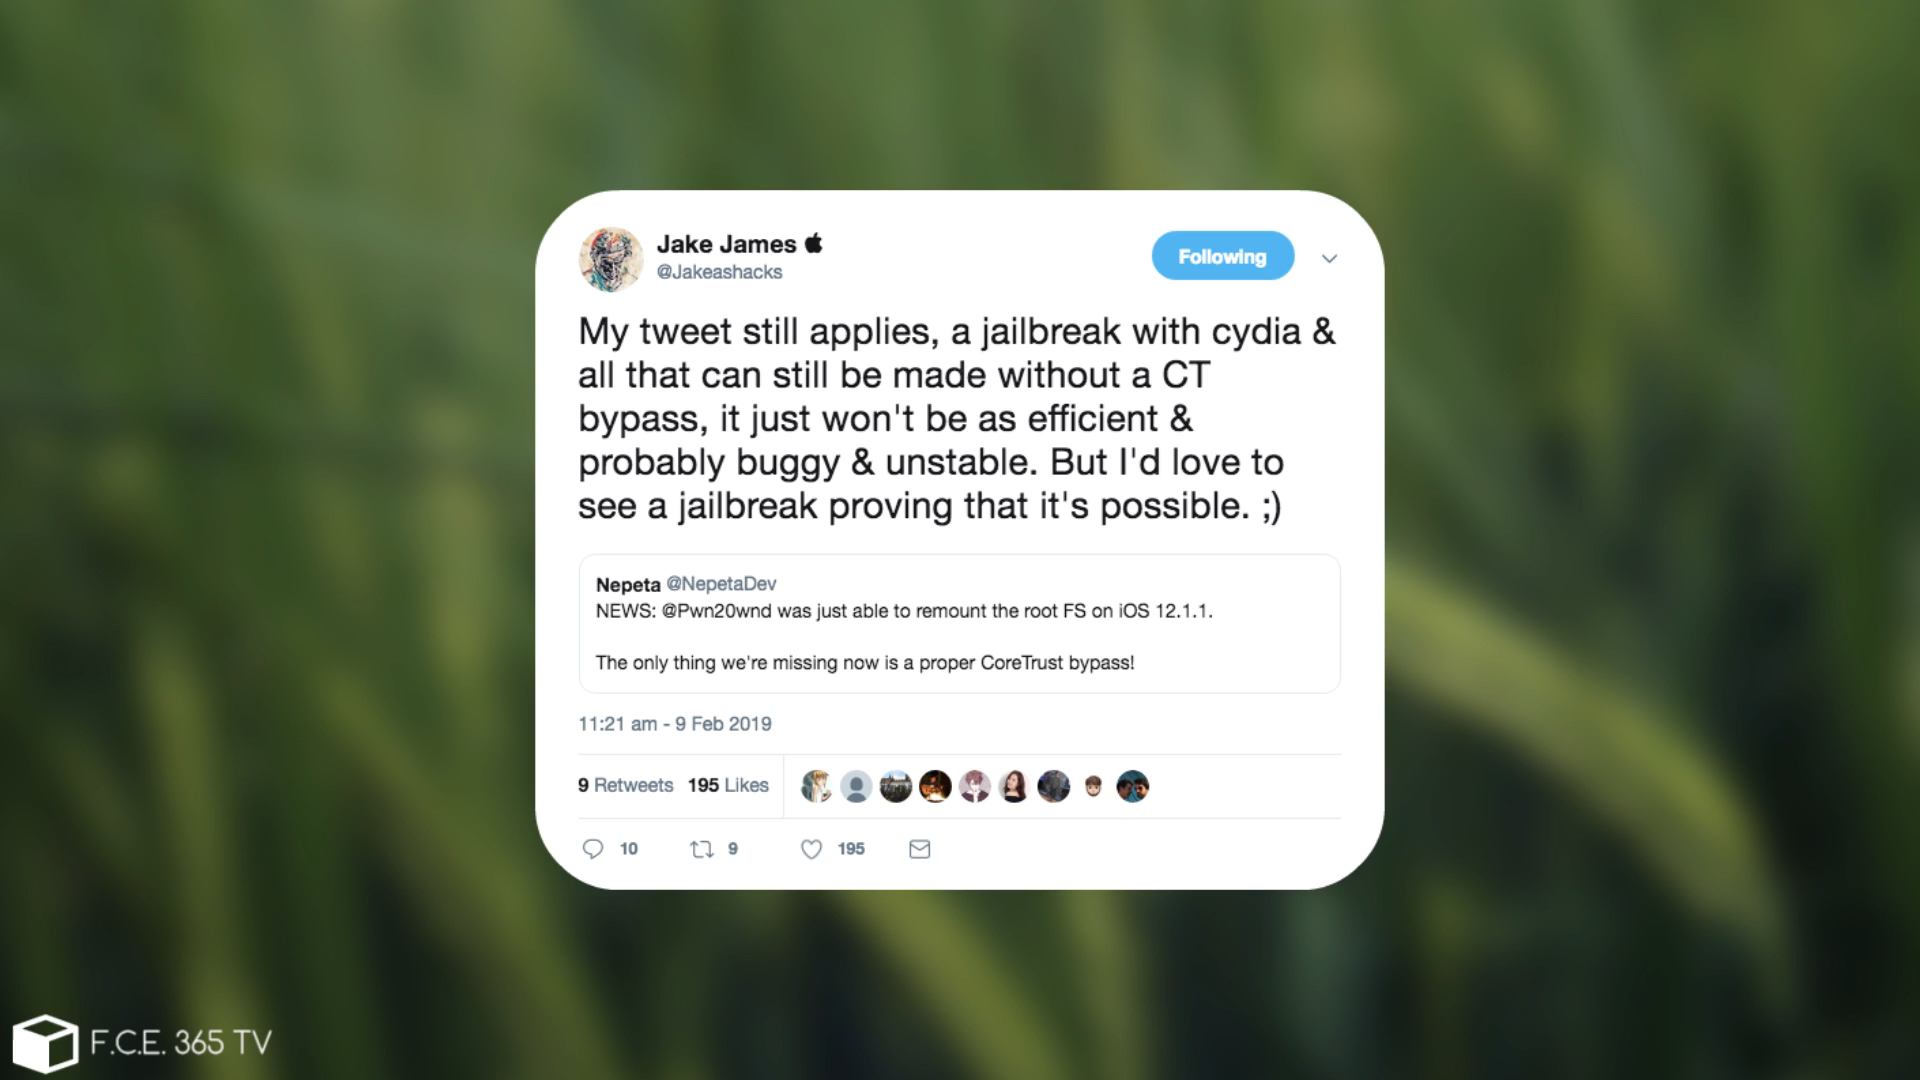 Jake James 
@Jakeashacks
Following
My tweet still applies, a jailbreak with cydia &
all that can still be made without a CT
bypass, it just won't be as efficient &
probably buggy & unstable. But I'd love to
see a jailbreak proving that it's possible. ;)
Nepeta @NepetaDev
NEWS: @Pwn20wnd was just able to remount the root FS on iOS 12.1.1.
The only thing we're missing now is a proper CoreTrust bypass!
11:21 am - 9 Feb 2019
9 Retweets 195 Likes
10 9 195
F.C.E. 365 TV